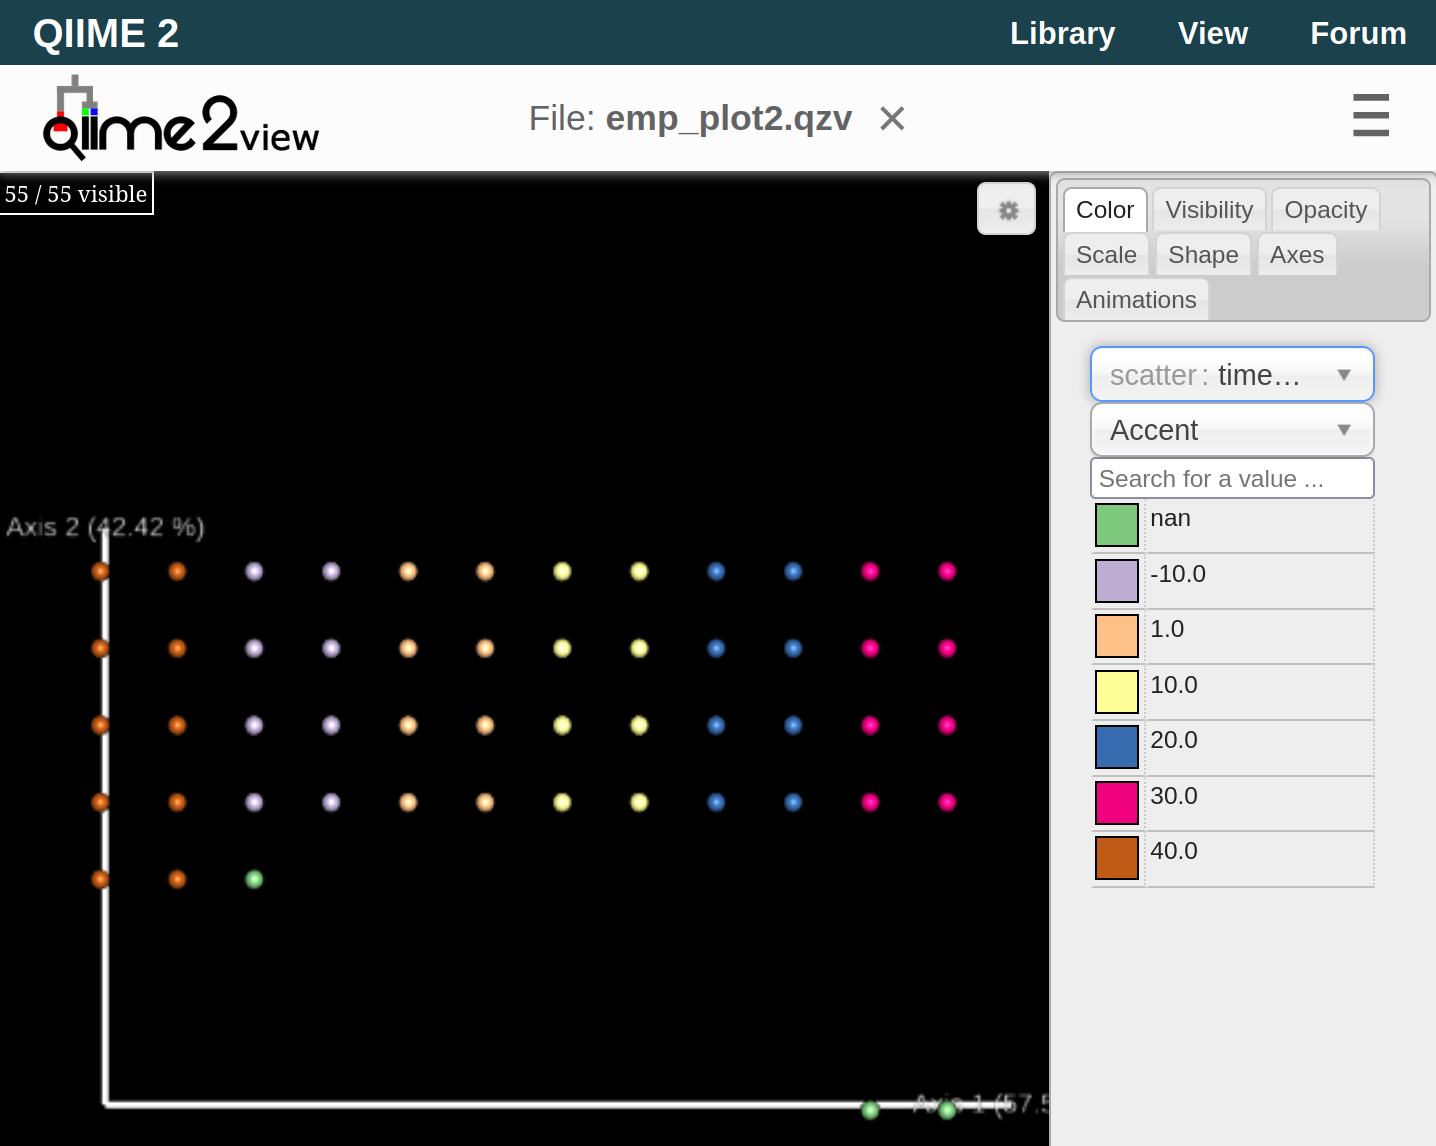 QIIME 2 Library View Forum
qiime2view File: emp_plot2.qzv ✕
55 / 55 visible
Color Visibility Opacity
Scale Shape Axes
Animations
scatter : time…
Accent
Search for a value ...
nan
-10.0
1.0
10.0
20.0
30.0
40.0
Axis 2 (42.42 %)
Axis 1 (57.5